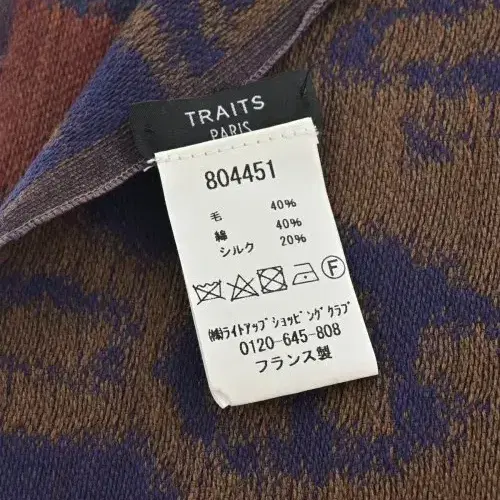 TRAITS
PARIS
804451
毛 40%
綿 40%
シルク 20%
F
(株)ライトアップショッピングクラブ
0120-645-808
フランス製